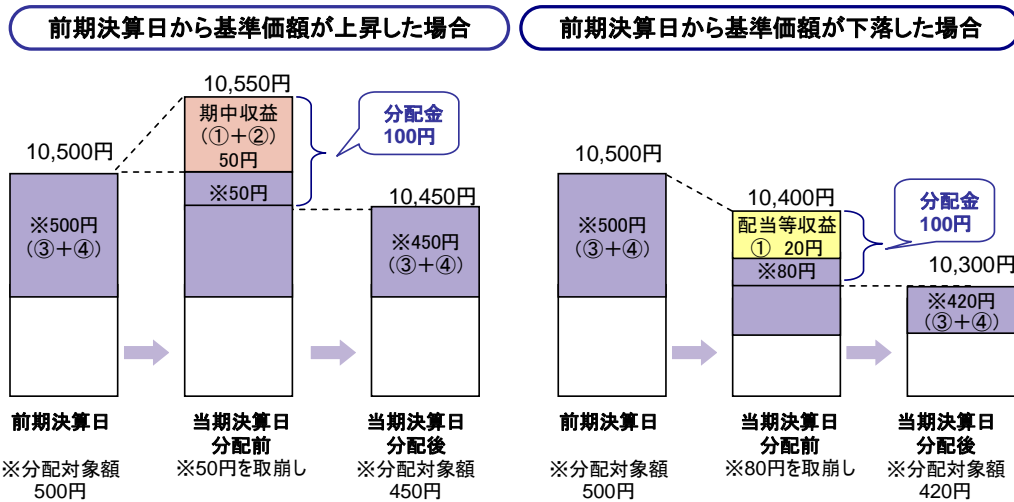 前期決算日から基準価額が上昇した場合
10,550円
期中収益
(①+②)
50円
分配金
100円
10,500円
※50円
10,450円
※500円
(③+④)
※450円
(③+④)
前期決算日
当期決算日
分配前
当期決算日
分配後
※分配対象額
500円
※50円を取崩し
※分配対象額
450円
前期決算日から基準価額が下落した場合
10,500円
10,400円
分配金
100円
※500円
(③+④)
配当等収益
① 20円
※80円
10,300円
※420円
(③+④)
前期決算日
当期決算日
分配前
当期決算日
分配後
※分配対象額
500円
※80円を取崩し
※分配対象額
420円